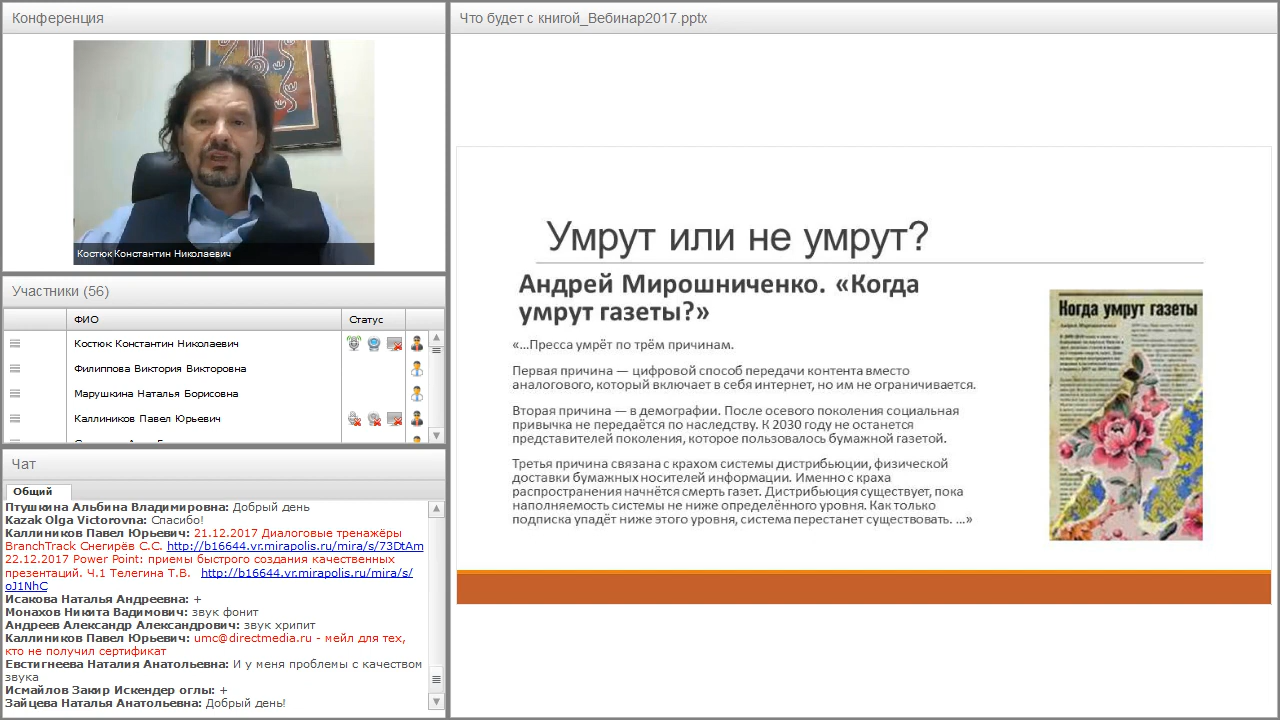 Конференция
Костюк Константин Николаевич
Участники (56)
ФИО
Статус
Костюк Константин Николаевич
Филиппова Виктория Викторовна
Марушкина Наталья Борисовна
Каллиников Павел Юрьевич
Чат
Общий
Птушкина Альбина Владимировна: Добрый день
Kazak Olga Victorovna: Спасибо!
Каллиников Павел Юрьевич: 21.12.2017 Диалоговые тренажёры
BranchTrack Снегирёв С.С. http://b16644.vr.mirapolis.ru/mira/s/73DtAm
22.12.2017 Power Point: приемы быстрого создания качественных
презентаций. Ч.1 Телегина Т.В. http://b16644.vr.mirapolis.ru/mira/s/
oJ1NhC
Исакова Наталья Андреевна: +
Монахов Никита Вадимович: звук фонит
Андреев Александр Александрович: звук хрипит
Каллиников Павел Юрьевич: umc@directmedia.ru - мейл для тех,
кто не получил сертификат
Евстигнеева Наталия Анатольевна: И у меня проблемы с качеством
звука
Исмайлов Закир Искендер оглы: +
Зайцева Наталья Анатольевна: Добрый день!
Что будет с книгой_Вебинар2017.pptx
Умрут или не умрут?
Андрей Мирошниченко. «Когда
умрут газеты?»
«…Пресса умрёт по трём причинам.
Первая причина — цифровой способ передачи контента вместо
аналогового, который включает в себя интернет, но им не ограничивается.
Вторая причина — в демографии. После осевого поколения социальная
привычка не передаётся по наследству. К 2030 году не останется
представителей поколения, которое пользовалось бумажной газетой.
Третья причина связана с крахом системы дистрибьюции, физической
доставки бумажных носителей информации. Именно с краха
распространения начнётся смерть газет. Дистрибьюция существует, пока
наполняемость системы не ниже определённого уровня. Как только
подписка упадёт ниже этого уровня, система перестанет существовать. …»
Когда умрут газеты
Андрей Мирошниченко